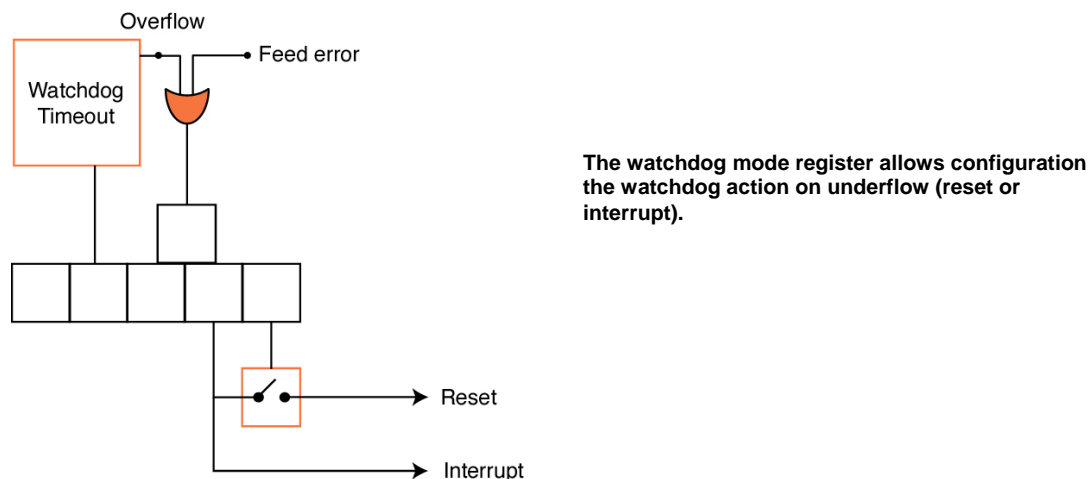 Overflow
Feed error
Watchdog
Timeout
The watchdog mode register allows configuration
the watchdog action on underflow (reset or
interrupt).
Reset
Interrupt